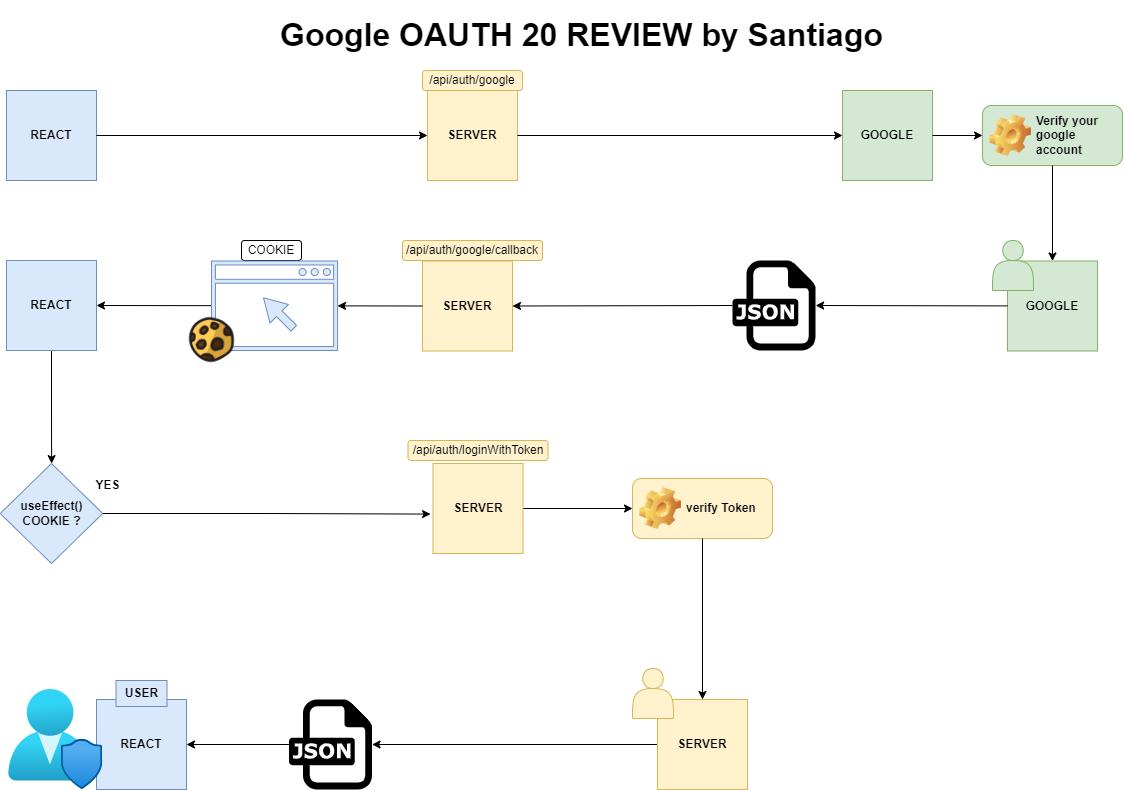 Google OAUTH 20 REVIEW by Santiago
/api/auth/google
REACT
SERVER
GOOGLE
Verify your
google
account
COOKIE
/api/auth/google/callback
REACT
SERVER
JSON
GOOGLE
/api/auth/loginWithToken
YES
useEffect()
COOKIE ?
SERVER
verify Token
USER
REACT
JSON
SERVER